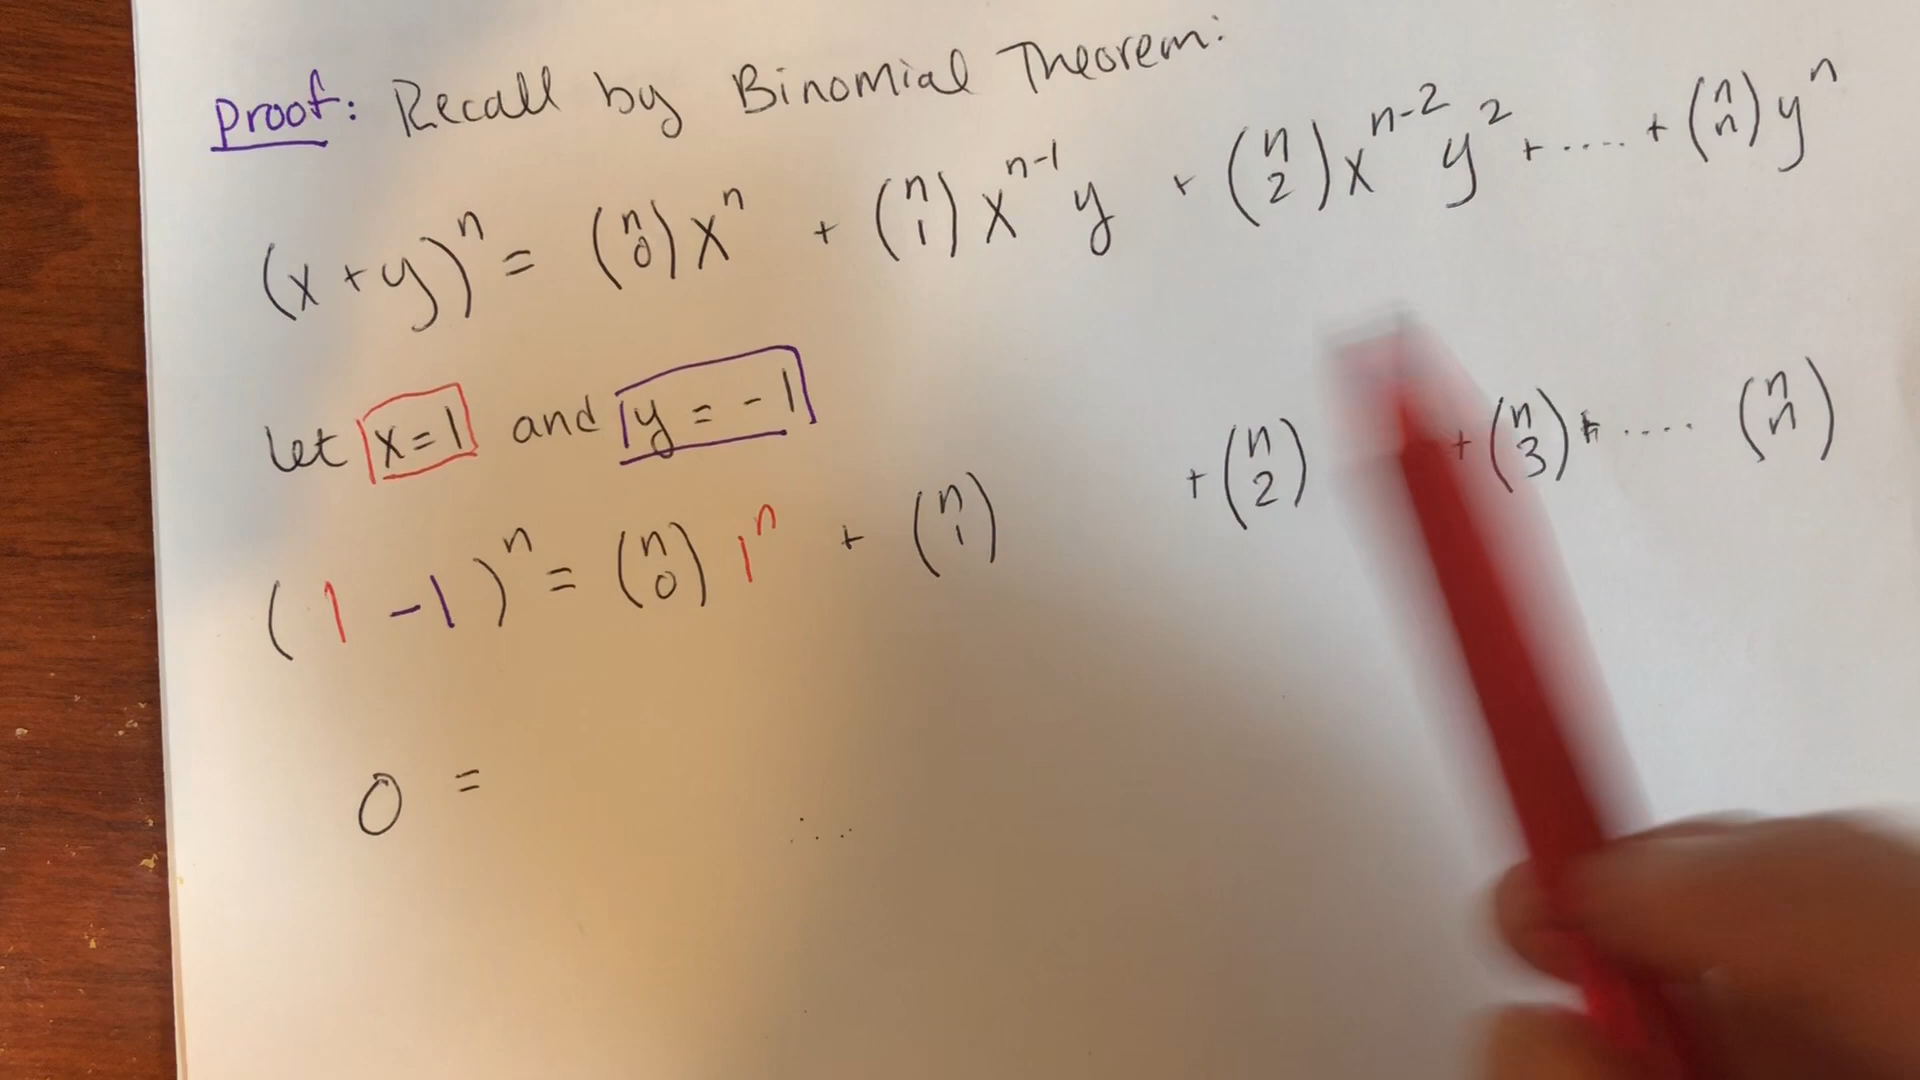 Proof: Recall by Binomial Theorem:
(x+y)^n = (n 0)x^n + (n 1)x^{n-1}y + (n 2)x^{n-2}y^2 + .... + (n n)y^n
let x=1 and y=-1
(1 -1)^n = (n 0) 1^n + (n 1) + (n 2) + (n 3) + .... (n n)
0 =